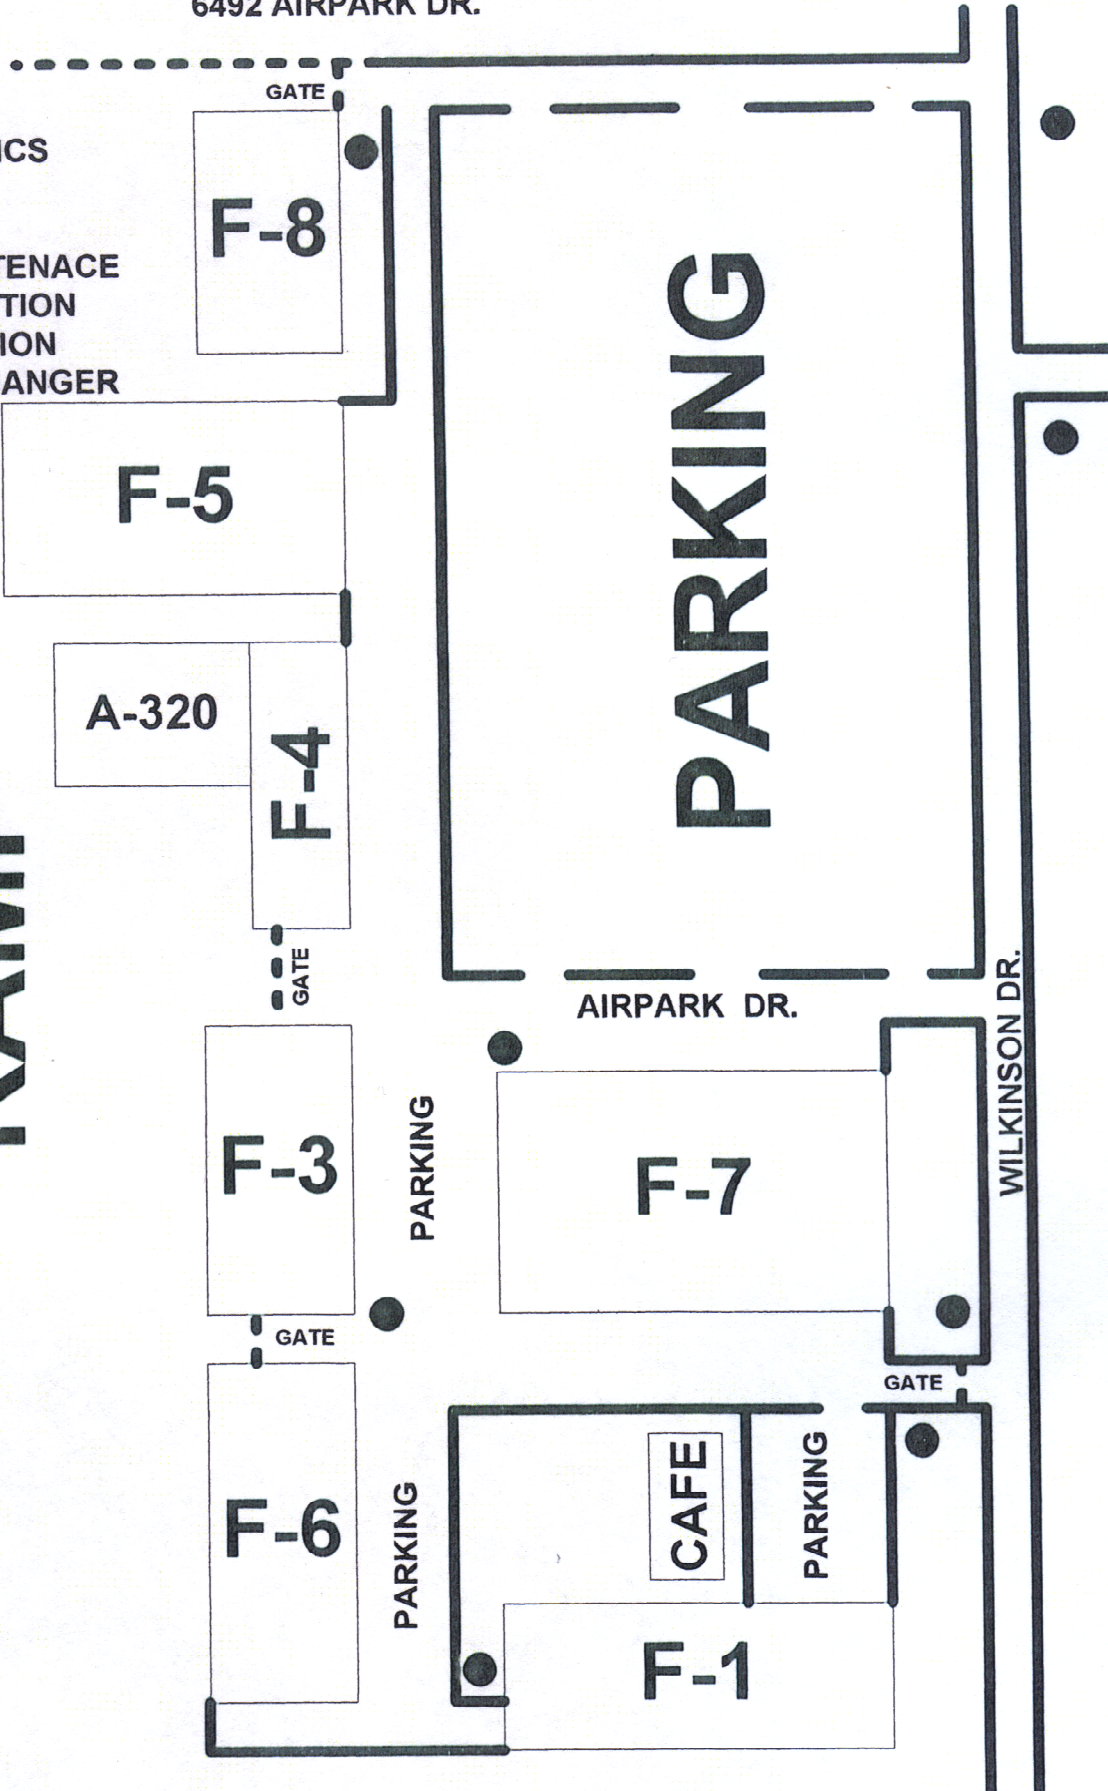 6492 AIRPARK DR.
GATE
ICS
F-8
TENACE
TION
ION
ANGER
F-5
PARKING
A-320
F-4
GATE
AIRPARK DR.
WILKINSON DR.
F-3
PARKING
F-7
GATE
GATE
F-6
PARKING
CAFE
PARKING
F-1